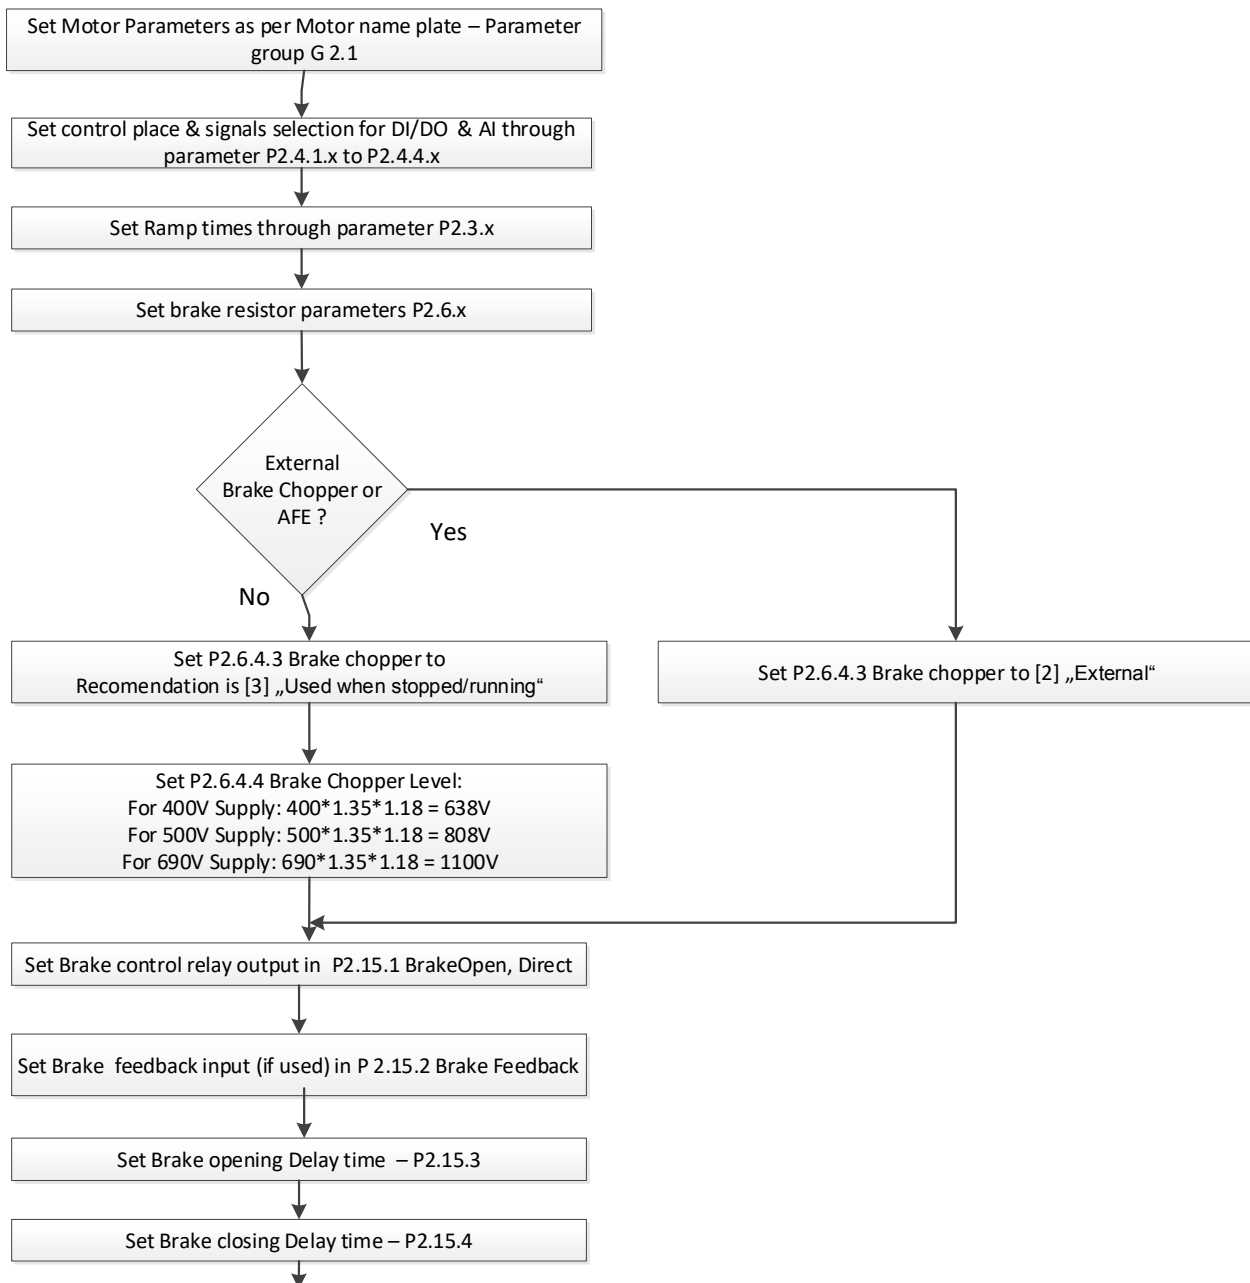 Set Motor Parameters as per Motor name plate – Parameter
group G 2.1
Set control place & signals selection for DI/DO & AI through
parameter P2.4.1.x to P2.4.4.x
Set Ramp times through parameter P2.3.x
Set brake resistor parameters P2.6.x
External
Brake Chopper or
AFE ?
Yes
No
Set P2.6.4.3 Brake chopper to
Recomendation is [3] „Used when stopped/running“
Set P2.6.4.3 Brake chopper to [2] „External“
Set P2.6.4.4 Brake Chopper Level:
For 400V Supply: 400*1.35*1.18 = 638V
For 500V Supply: 500*1.35*1.18 = 808V
For 690V Supply: 690*1.35*1.18 = 1100V
Set Brake control relay output in P2.15.1 BrakeOpen, Direct
Set Brake feedback input (if used) in P 2.15.2 Brake Feedback
Set Brake opening Delay time – P2.15.3
Set Brake closing Delay time – P2.15.4